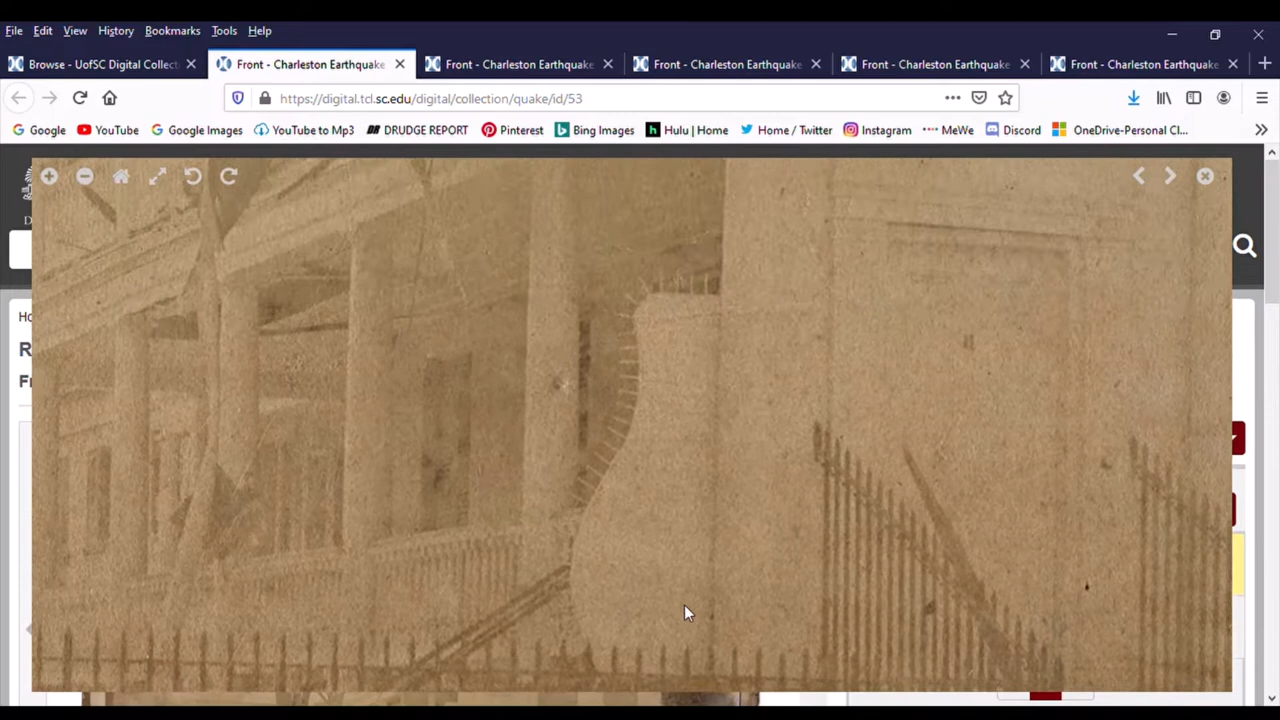 File Edit View History Bookmarks Tools Help
Browse - UofSC Digital Collect
Front - Charleston Earthquake
Front - Charleston Earthquake
Front - Charleston Earthquake
Front - Charleston Earthquake
Front - Charleston Earthquake
https://digital.tcl.sc.edu/digital/collection/quake/id/53
Google YouTube Google Images YouTube to Mp3 DRUDGE REPORT Pinterest Bing Images Hulu | Home Home / Twitter Instagram MeWe Discord OneDrive-Personal Cl...
D
Ho
R
Fr